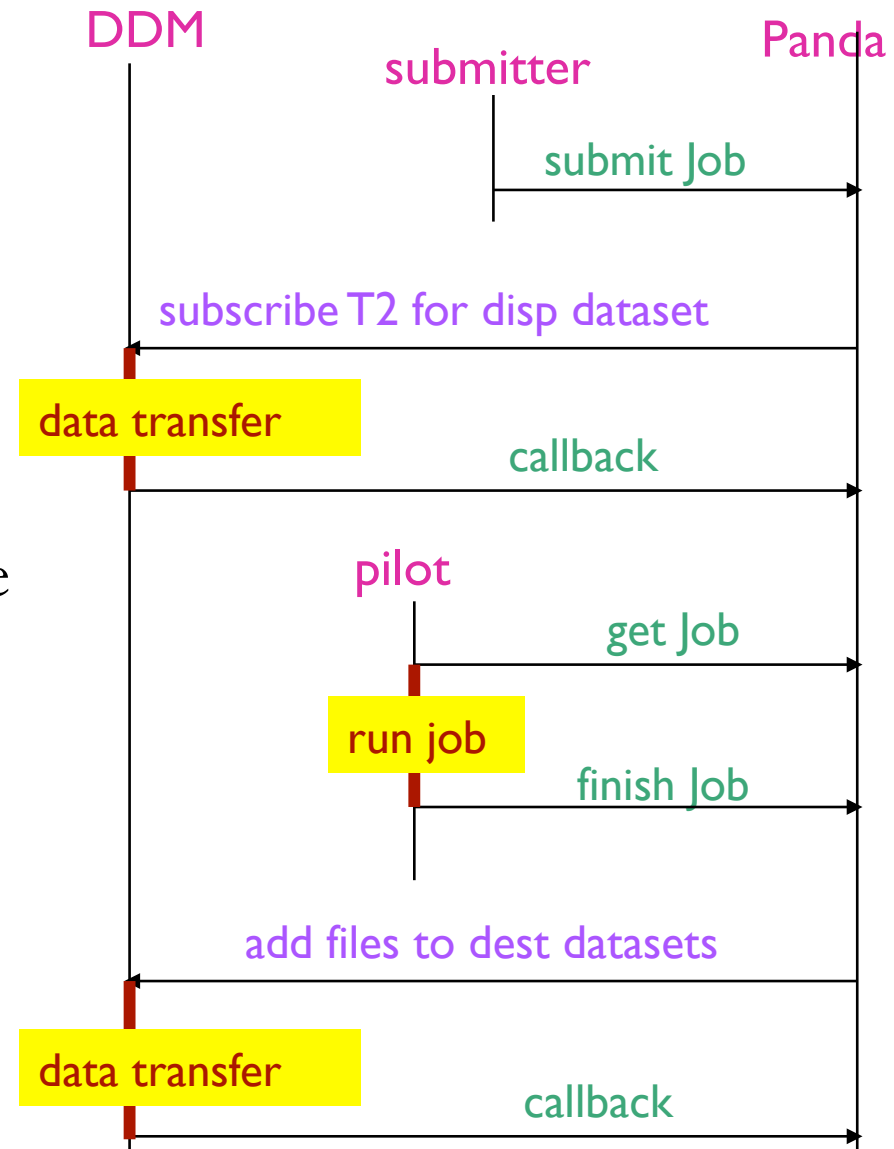 DDM
submitter
Panda
submit Job
subscribe T2 for disp dataset
data transfer
callback
e
pilot
get Job
run job
finish Job
add files to dest datasets
data transfer
callback